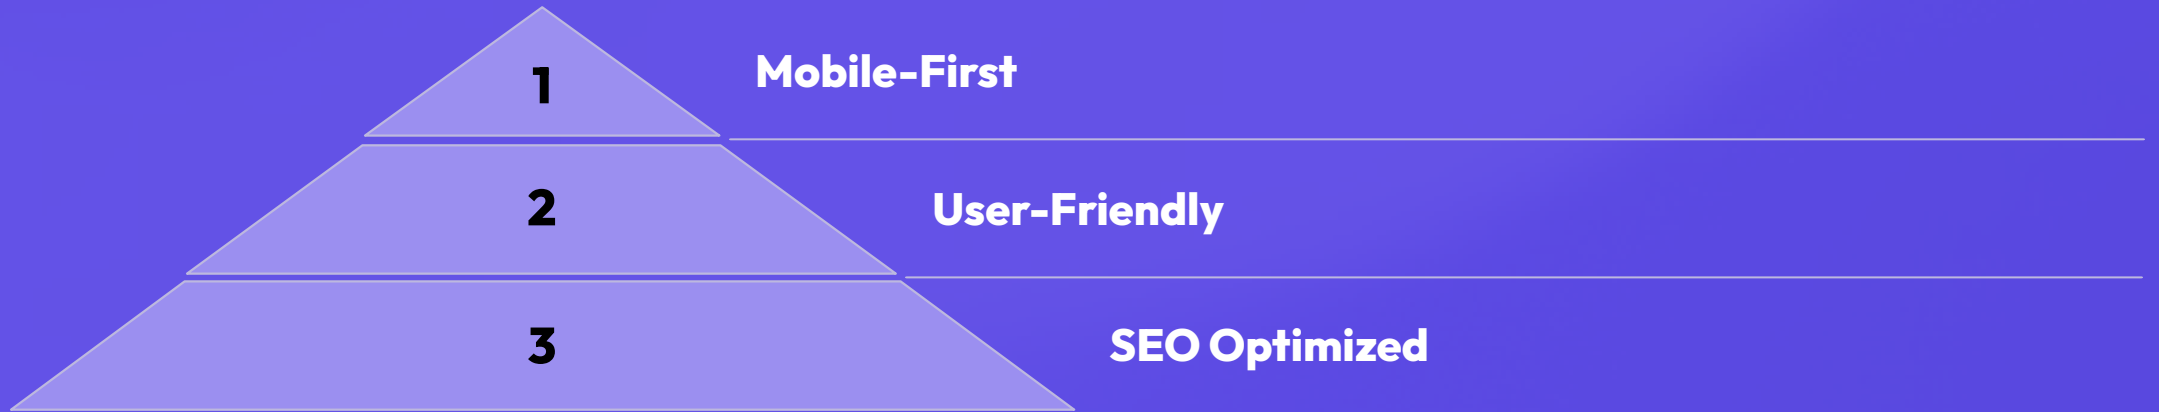 1
Mobile-First
2
User-Friendly
3
SEO Optimized